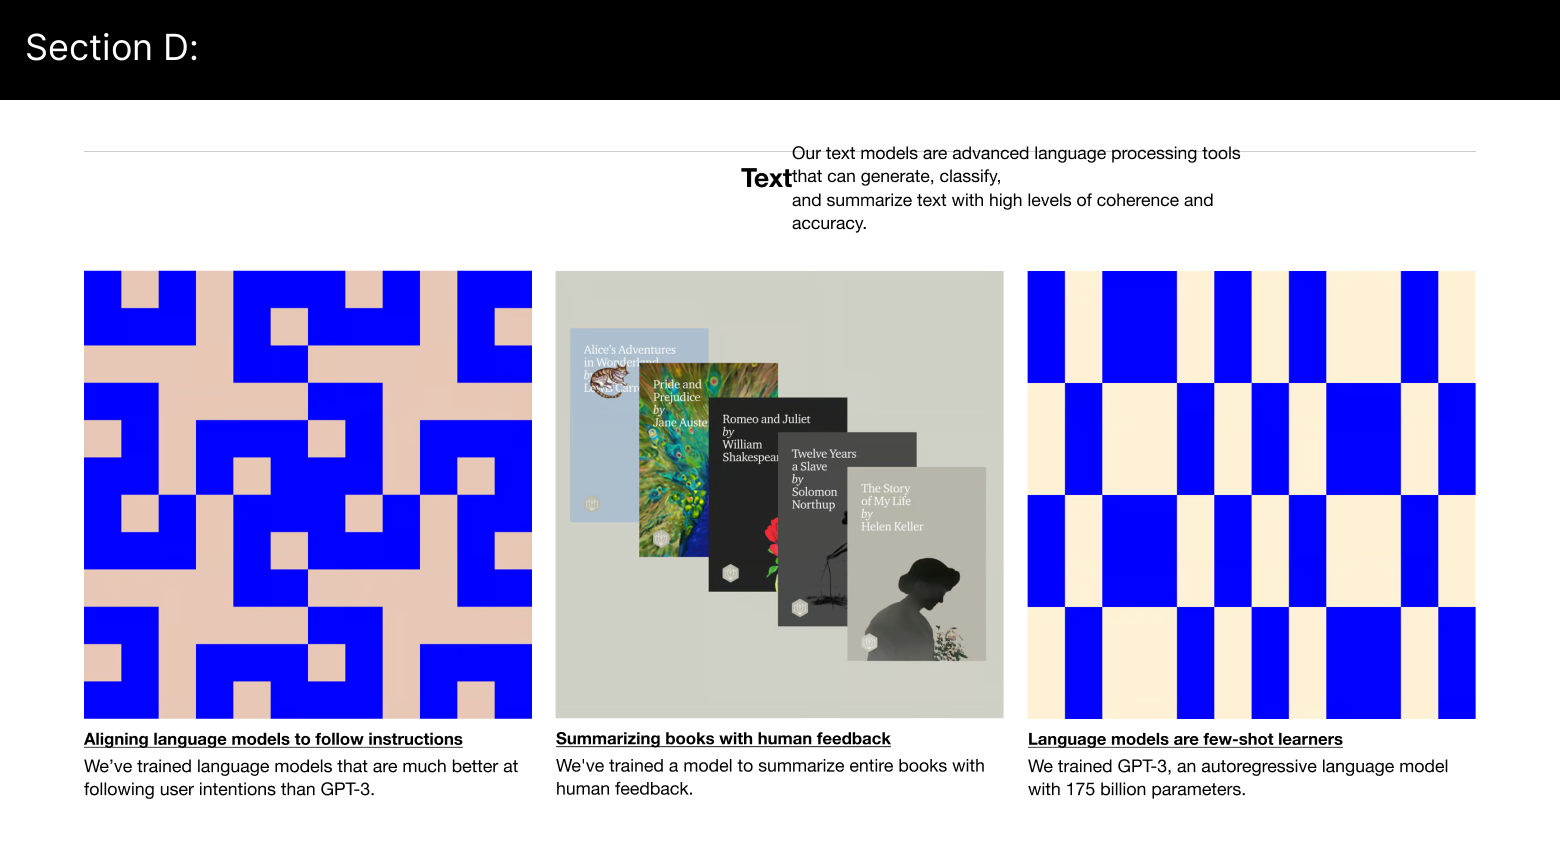 Section D:
Text
Our text models are advanced language processing tools
that can generate, classify,
and summarize text with high levels of coherence and
accuracy.
Alice's Adventures
in Wonderland
by
Lewis Carr
Pride and
Prejudice
by
Jane Auste
Romeo and Juliet
by
William
Shakespear
Twelve Years
a Slave
by
Solomon
Northup
The Story
of My Life
by
Helen Keller
Aligning language models to follow instructions
We’ve trained language models that are much better at
following user intentions than GPT-3.
Summarizing books with human feedback
We've trained a model to summarize entire books with
human feedback.
Language models are few-shot learners
We trained GPT-3, an autoregressive language model
with 175 billion parameters.